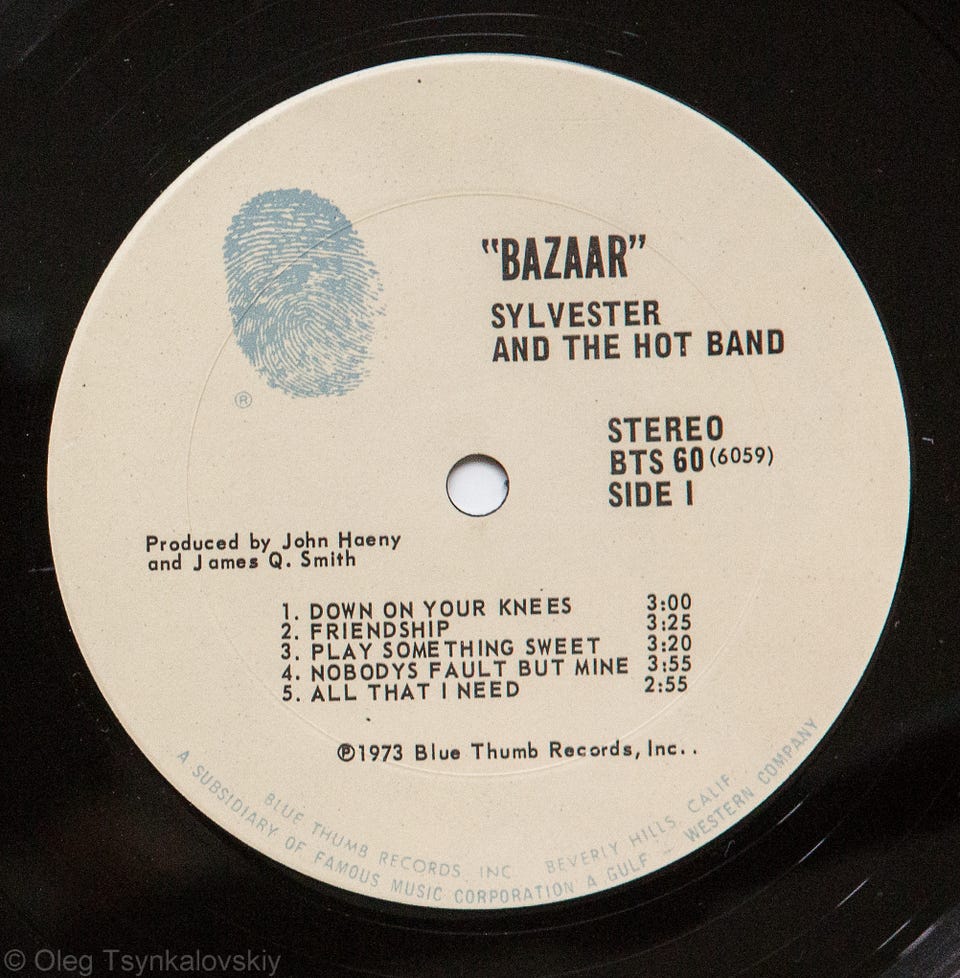 "BAZAAR"
SYLVESTER
AND THE HOT BAND
®
STEREO
BTS 60 (6059)
SIDE I
Produced by John Haeny
and James Q. Smith
1. DOWN ON YOUR KNEES 3:00
2. FRIENDSHIP 3:25
3. PLAY SOMETHING SWEET 3:20
4. NOBODYS FAULT BUT MINE 3:55
5. ALL THAT I NEED 2:55
℗1973 Blue Thumb Records, Inc..
BLUE THUMB RECORDS, INC. BEVERLY HILLS, CALIF.
A SUBSIDIARY OF FAMOUS MUSIC CORPORATION A GULF – WESTERN COMPANY
© Oleg Tsynkalovskiy